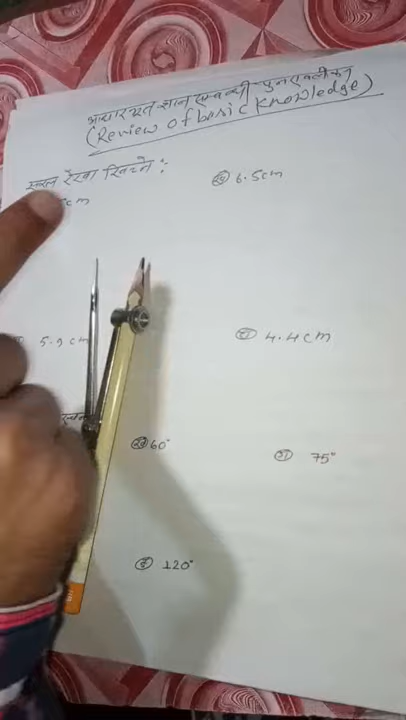 आधारभूत ज्ञान सम्बन्धी पुनरावलोकन
(Review of basic knowledge)
सरल रेखा खिच्ने :
5cm
ख 6.5cm
5.9 cm
घ 4.4cm
ख 60°
ग 75°
ङ 120°